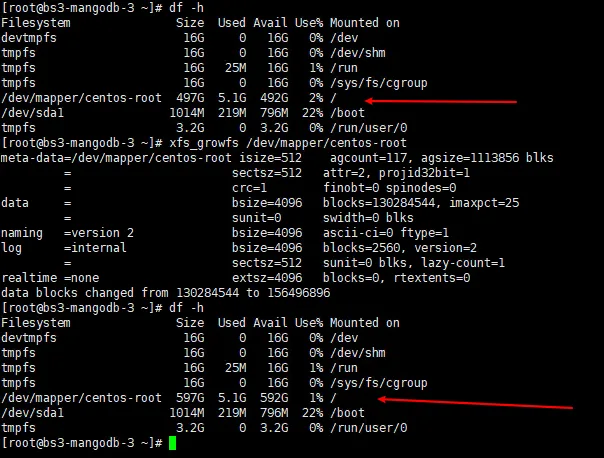 [root@bs3-mangodb-3 ~]# df -h
Filesystem Size Used Avail Use% Mounted on
devtmpfs 16G 0 16G 0% /dev
tmpfs 16G 0 16G 0% /dev/shm
tmpfs 16G 25M 16G 1% /run
tmpfs 16G 0 16G 0% /sys/fs/cgroup
/dev/mapper/centos-root 497G 5.1G 492G 2% /
/dev/sda1 1014M 219M 796M 22% /boot
tmpfs 3.2G 0 3.2G 0% /run/user/0
[root@bs3-mangodb-3 ~]# xfs_growfs /dev/mapper/centos-root
meta-data=/dev/mapper/centos-root isize=512 agcount=117, agsize=1113856 blks
= sectsz=512 attr=2, projid32bit=1
= crc=1 finobt=0 spinodes=0
data = bsize=4096 blocks=130284544, imaxpct=25
= sunit=0 swidth=0 blks
naming =version 2 bsize=4096 ascii-ci=0 ftype=1
log =internal bsize=4096 blocks=2560, version=2
= sectsz=512 sunit=0 blks, lazy-count=1
realtime =none extsz=4096 blocks=0, rtextents=0
data blocks changed from 130284544 to 156496896
[root@bs3-mangodb-3 ~]# df -h
Filesystem Size Used Avail Use% Mounted on
devtmpfs 16G 0 16G 0% /dev
tmpfs 16G 0 16G 0% /dev/shm
tmpfs 16G 25M 16G 1% /run
tmpfs 16G 0 16G 0% /sys/fs/cgroup
/dev/mapper/centos-root 597G 5.1G 592G 1% /
/dev/sda1 1014M 219M 796M 22% /boot
tmpfs 3.2G 0 3.2G 0% /run/user/0
[root@bs3-mangodb-3 ~]#